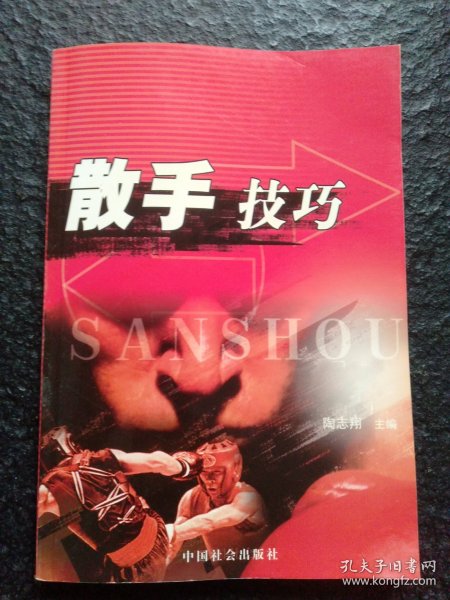 散手 技巧
SANSHOU
陶志翔 主编
中国社会出版社
孔夫子旧书网
www.kongfz.com